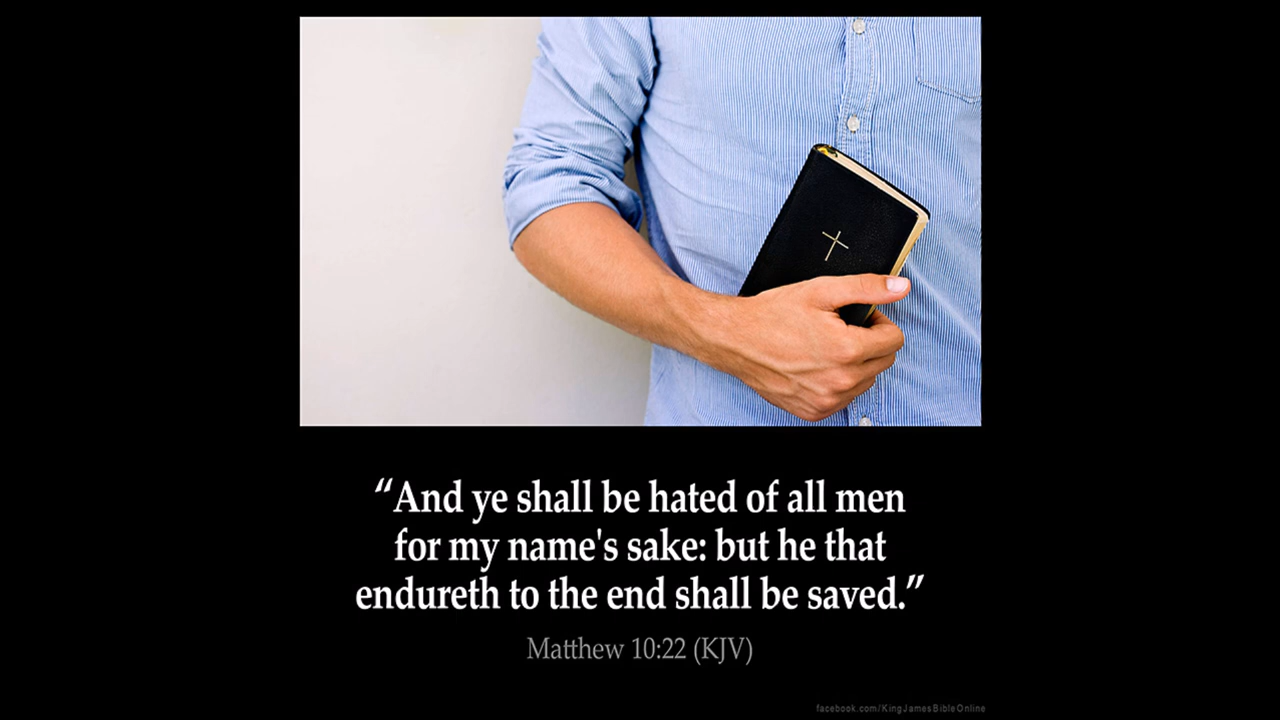 “And ye shall be hated of all men
for my name's sake: but he that
endureth to the end shall be saved.”
Matthew 10:22 (KJV)
facebook.com/KingJamesBibleOnline